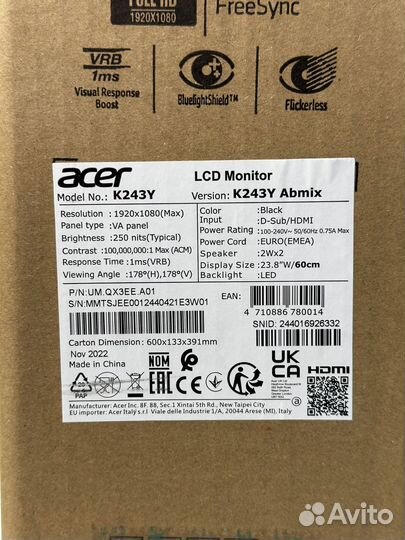 FULL HD
1920X1080
FreeSync
VRB
1ms
Visual Response
Boost
BluelightShield™
Flickerless
acer
LCD Monitor
Model No.: K243Y
Version: K243Y Abmix
Resolution : 1920x1080(Max)
Panel type : VA panel
Brightness : 250 nits(Typical)
Contrast : 100,000,000:1 Max (ACM)
Response Time : 1ms(VRB)
Viewing Angle : 178°(H),178°(V)
Color : Black
Input : D-Sub/HDMI
Power Rating : 100-240V~ 50/60Hz 0.75A Max
Power Cord : EURO(EMEA)
Speaker : 2Wx2
Display Size : 23.8"W/60cm
Backlight : LED
P/N:UM.QX3EE.A01
S/N:MMTSJEE0012440421E3W01
EAN:
4 710886 780014
SNID: 244016926332
Carton Dimension : 600x133x391mm
Nov 2022
Made in China
NOM
UK
CA
HDMI
20
PAP
Manufacturer: Acer Inc. 8F. 88, Sec.1 Xintai 5th Rd., New Taipei City
EU importer: Acer Italy s.r.l Viale delle Industrie 1/A, 20044 Arese (MI), Italy
a
Avito